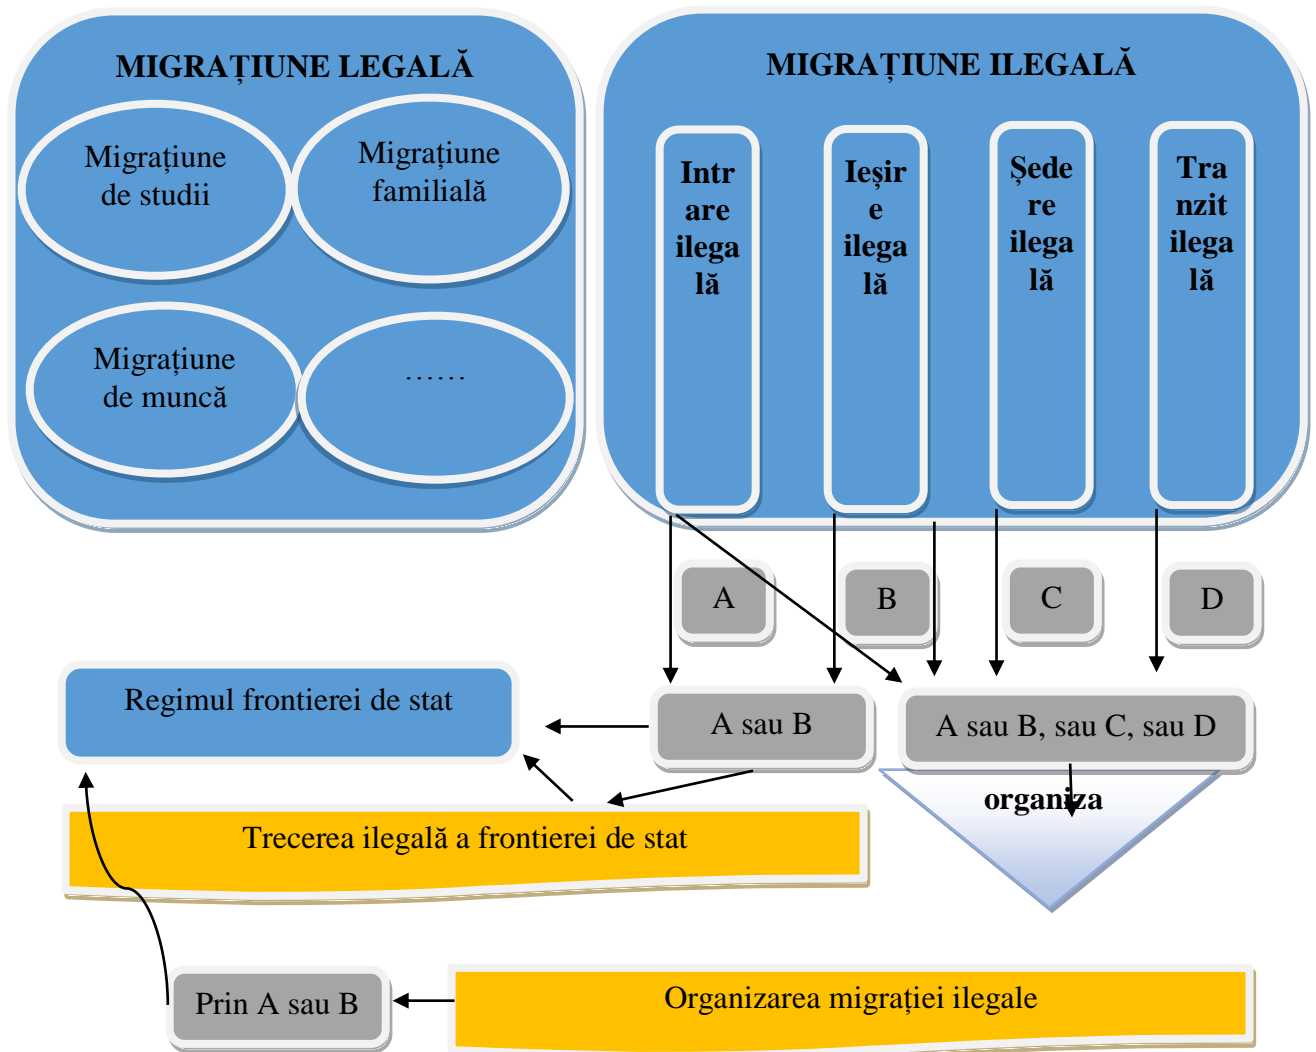 MIGRAȚIUNE LEGALĂ
Migrațiune
de studii
Migrațiune
familială
Migrațiune
de muncă
……
MIGRAȚIUNE ILEGALĂ
Intr
are
ilega
lă
Ieșir
e
ilega
lă
Șede
re
ilega
lă
Tra
nzit
ilega
lă
A
B
C
D
Regimul frontierei de stat
A sau B
A sau B, sau C, sau D
organiza
Trecerea ilegală a frontierei de stat
Prin A sau B
Organizarea migrației ilegale